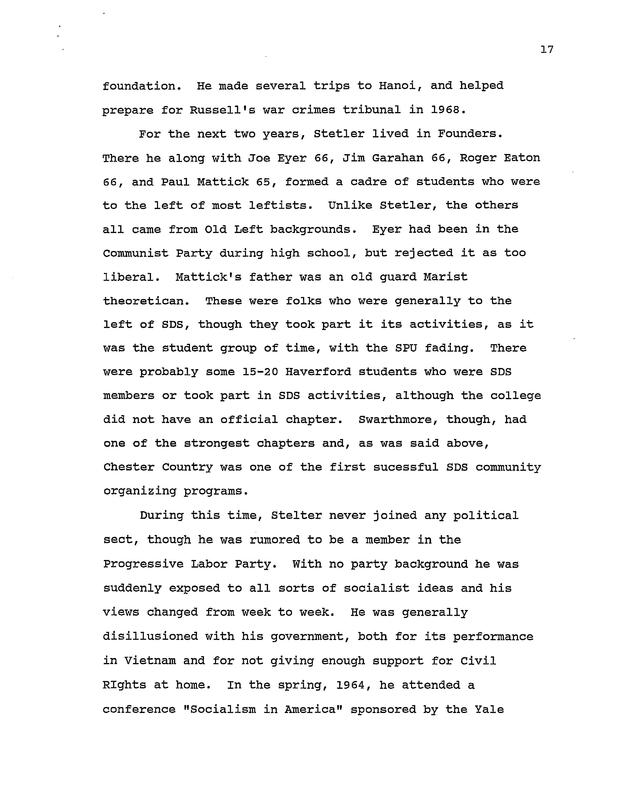 17
foundation.  He made several trips to Hanoi, and helped
prepare for Russell's war crimes tribunal in 1968.
For the next two years, Stetler lived in Founders.
There he along with Joe Eyer 66, Jim Garahan 66, Roger Eaton
66, and Paul Mattick 65, formed a cadre of students who were
to the left of most leftists.  Unlike Stetler, the others
all came from Old Left backgrounds.  Eyer had been in the
Communist Party during high school, but rejected it as too
liberal.  Mattick's father was an old guard Marist
theoretican.  These were folks who were generally to the
left of SDS, though they took part it its activities, as it
was the student group of time, with the SPU fading.  There
were probably some 15-20 Haverford students who were SDS
members or took part in SDS activities, although the college
did not have an official chapter.  Swarthmore, though, had
one of the strongest chapters and, as was said above,
Chester Country was one of the first sucessful SDS community
organizing programs.
During this time, Stelter never joined any political
sect, though he was rumored to be a member in the
Progressive Labor Party.  With no party background he was
suddenly exposed to all sorts of socialist ideas and his
views changed from week to week.  He was generally
disillusioned with his government, both for its performance
in Vietnam and for not giving enough support for Civil
RIghts at home.  In the spring, 1964, he attended a
conference "Socialism in America" sponsored by the Yale